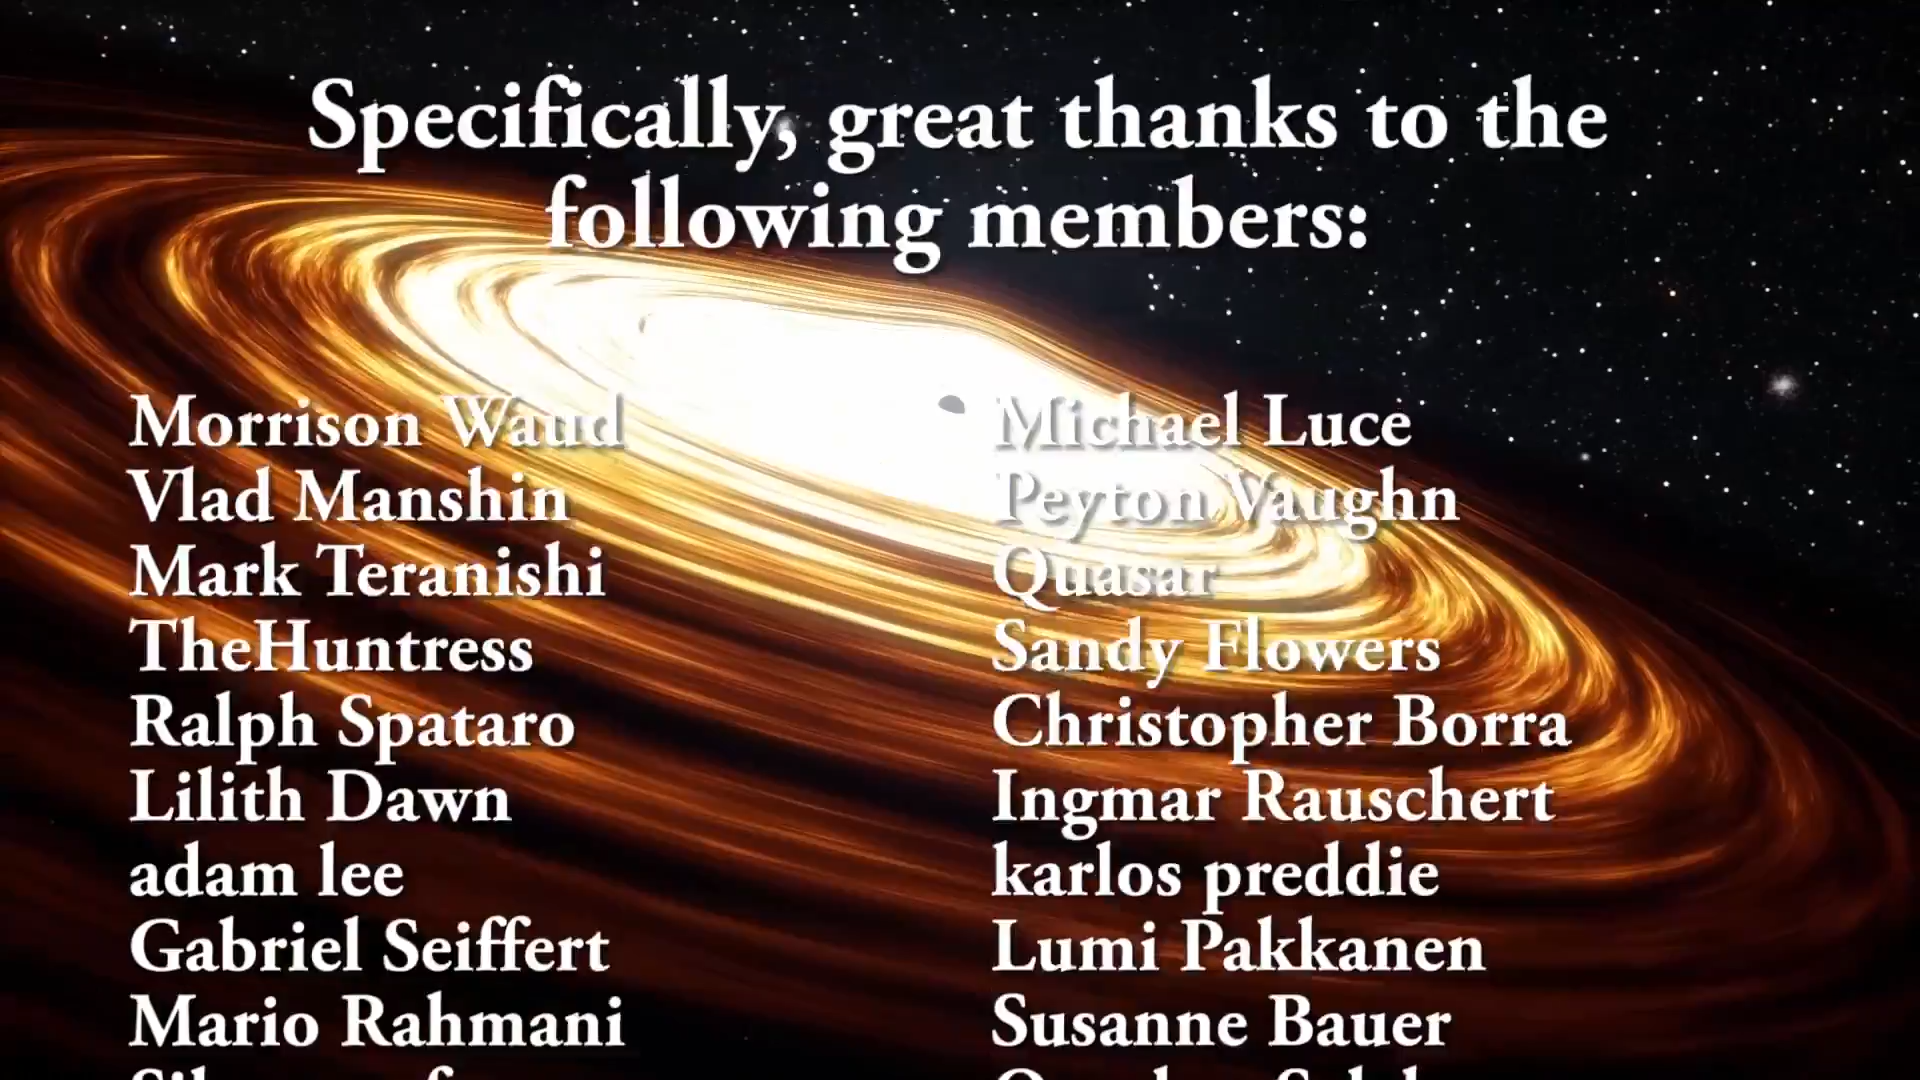 Specifically, great thanks to the
following members:
Morrison Waud
Vlad Manshin
Mark Teranishi
TheHuntress
Ralph Spataro
Lilith Dawn
adam lee
Gabriel Seiffert
Mario Rahmani
Michael Luce
Peyton Vaughn
Quasar
Sandy Flowers
Christopher Borra
Ingmar Rauschert
karlos preddie
Lumi Pakkanen
Susanne Bauer